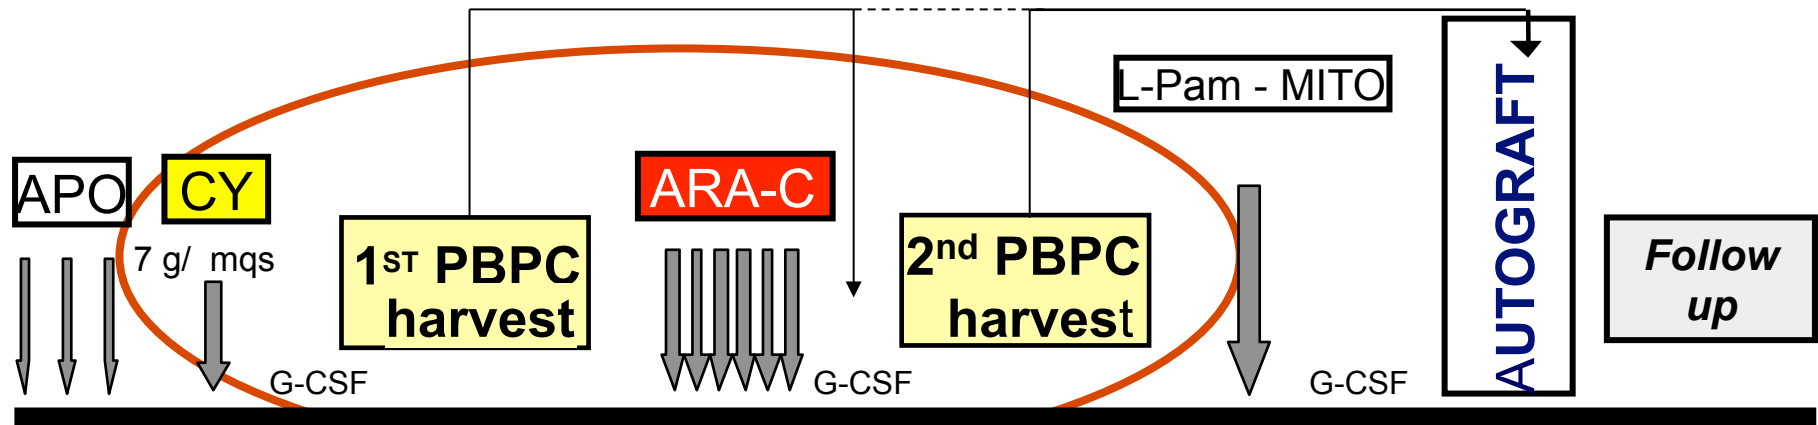 APO
CY
7 g/ mqs
G-CSF
1ST PBPC
harvest
ARA-C
G-CSF
2nd PBPC
harvest
L-Pam - MITO
G-CSF
AUTOGRAFT
Follow
up